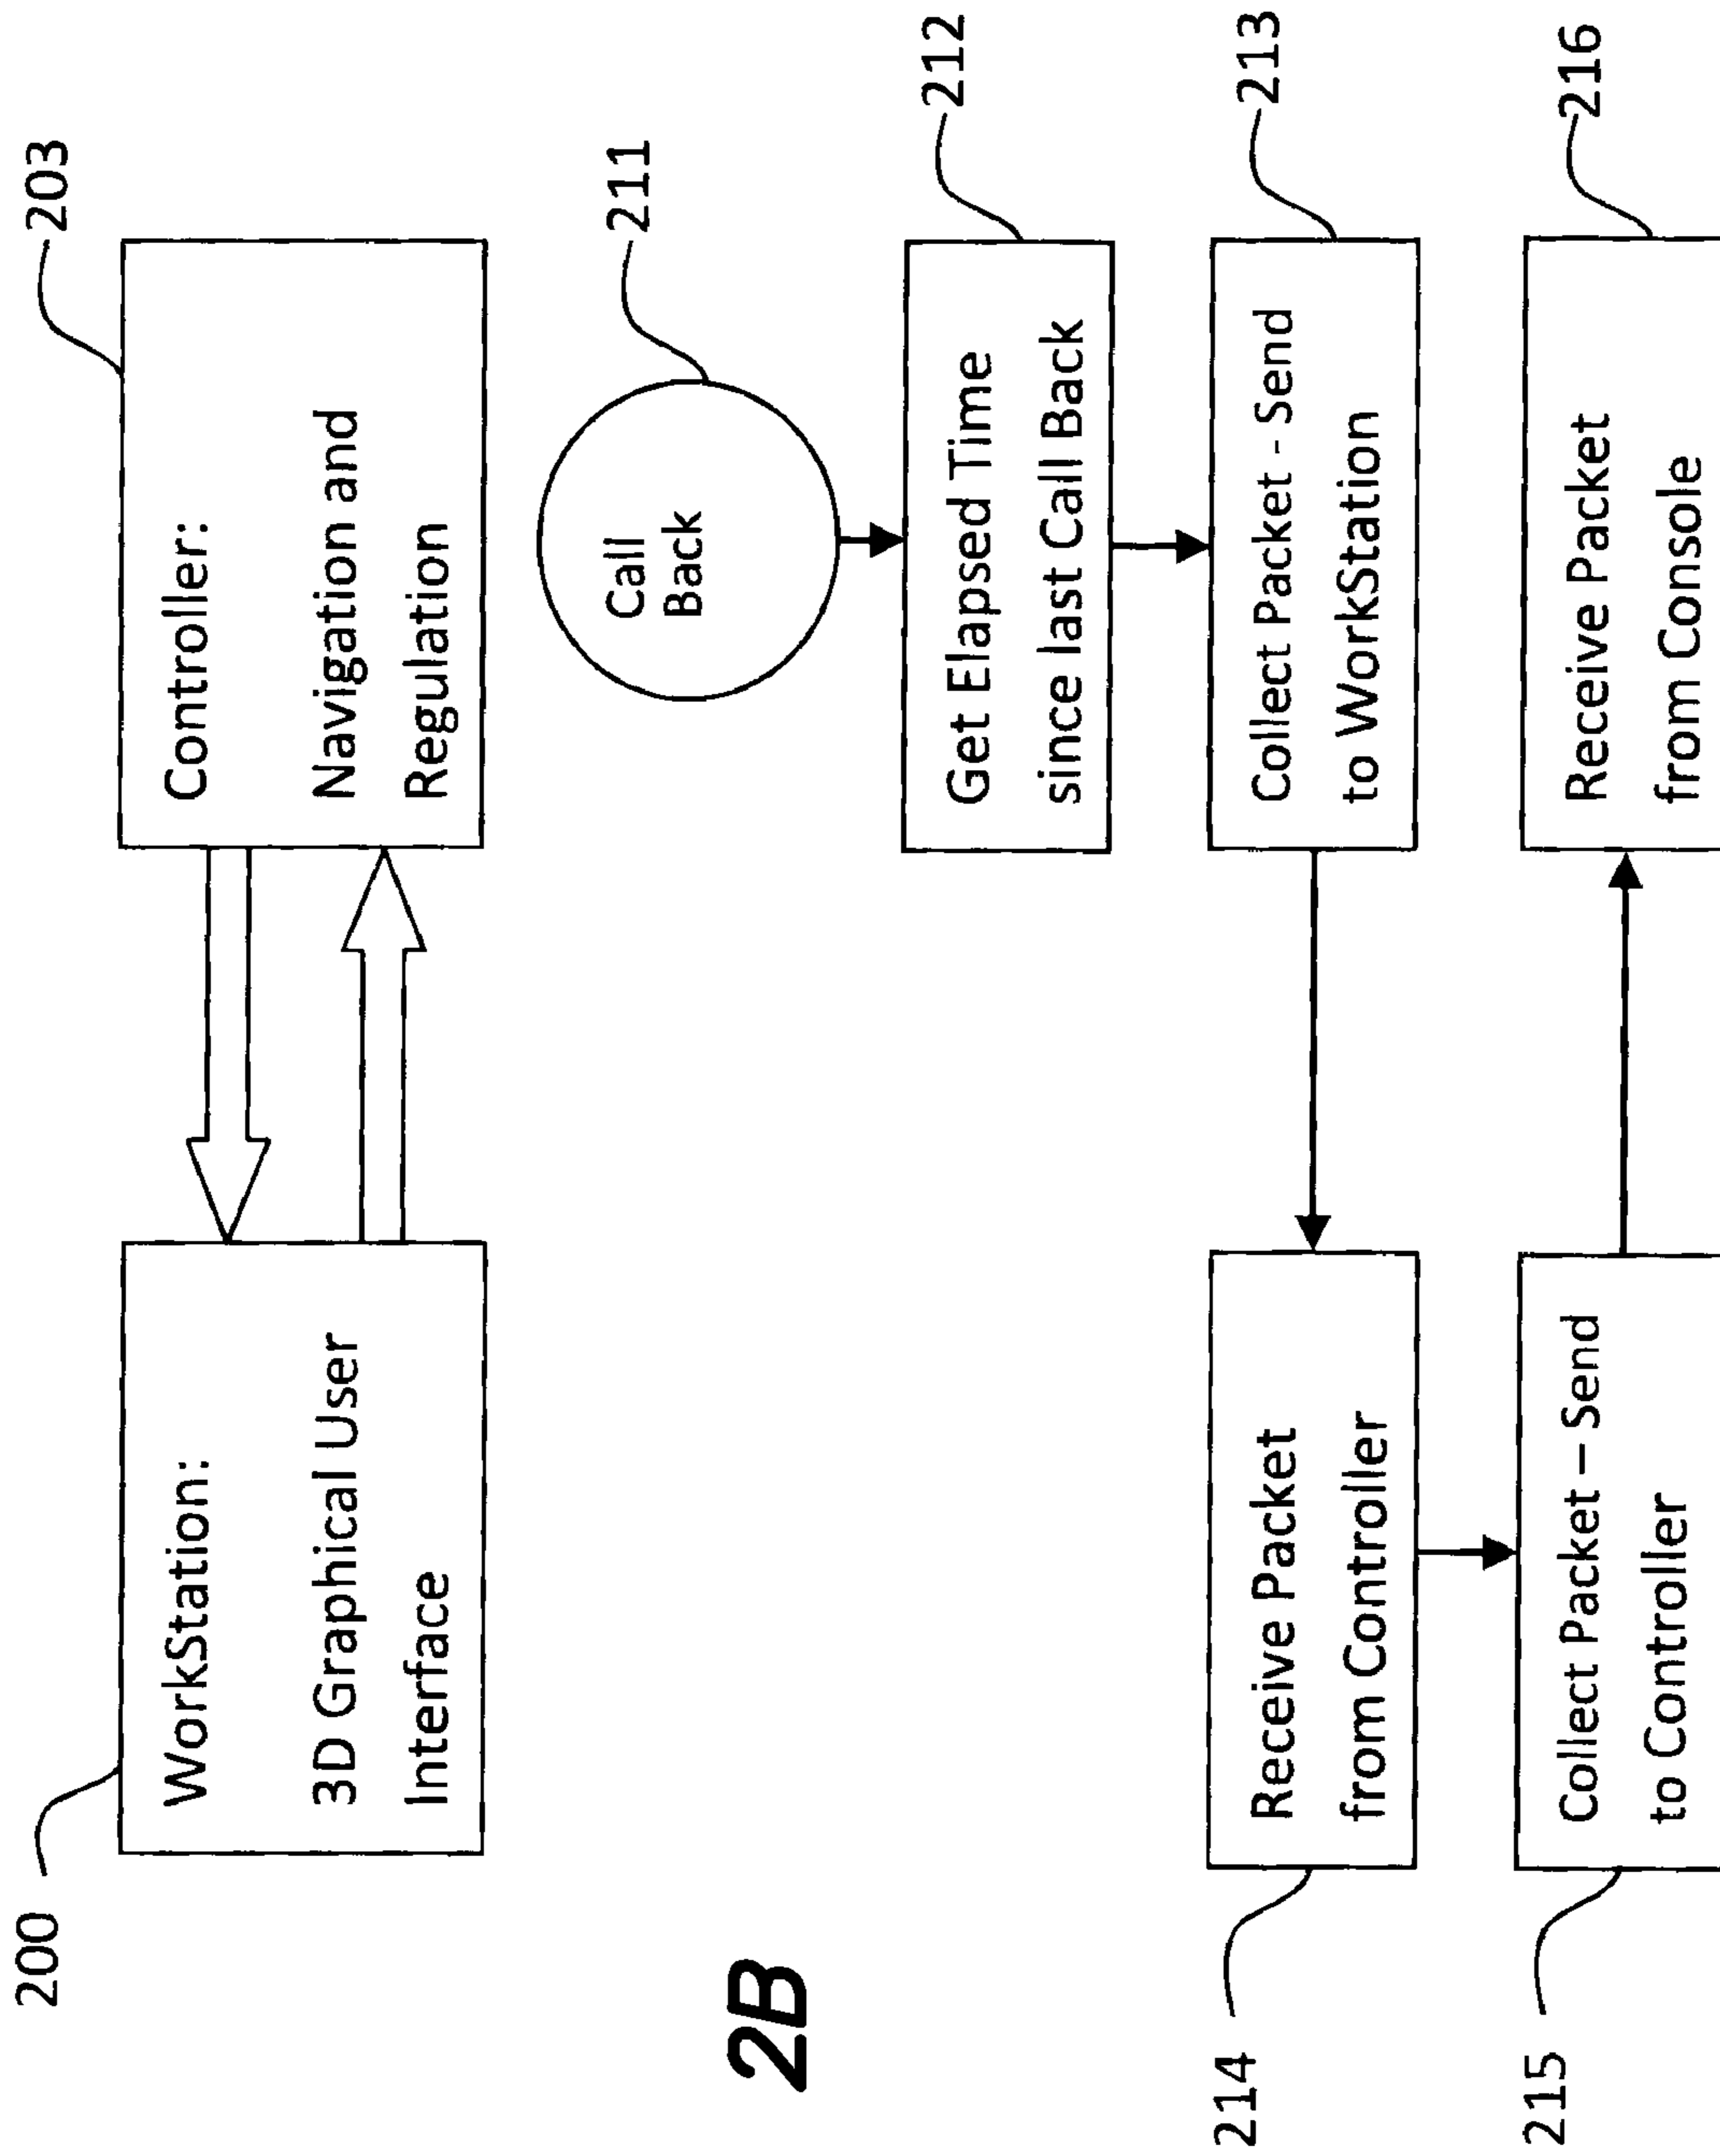 200
WorkStation:
3D Graphical User
Interface
203
Controller:
Navigation and
Regulation
2B
211
Call
Back
212
Get Elapsed Time
since last Call Back
213
Collect Packet - Send
to WorkStation
214
Receive Packet
from Controller
215
Collect Packet – Send
to Controller
216
Receive Packet
from Console